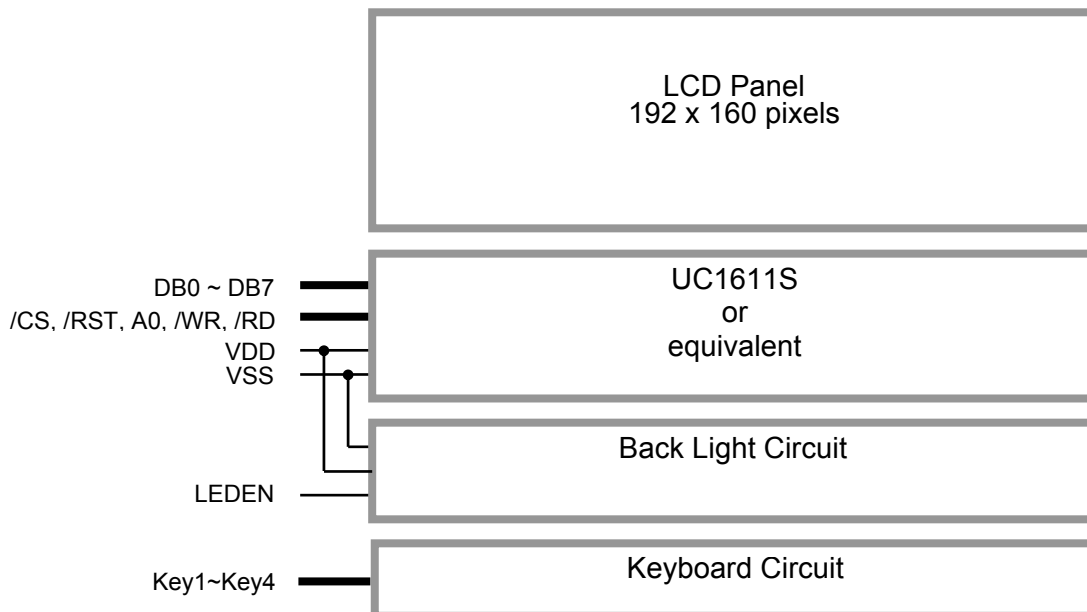 LCD Panel
192 x 160 pixels
DB0 ~ DB7
/CS, /RST, A0, /WR, /RD
VDD
VSS
UC1611S
or
equivalent
Back Light Circuit
LEDEN
Key1~Key4
Keyboard Circuit